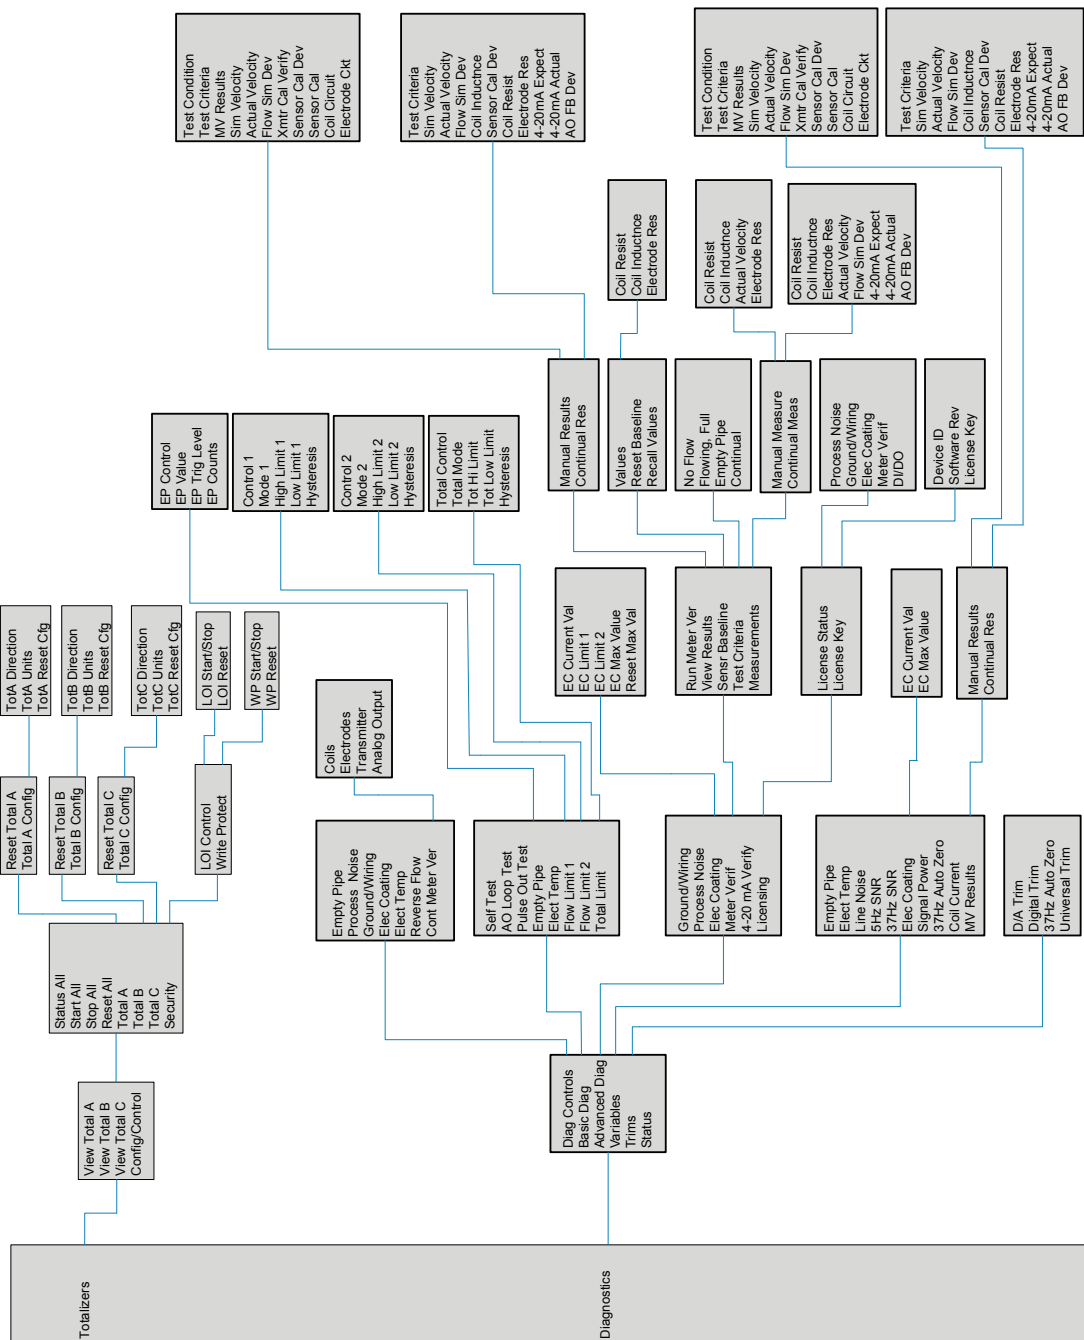 Totalizers
Diagnostics
View Total A
View Total B
View Total C
Config/Control
Status All
Start All
Stop All
Reset All
Total A
Total B
Total C
Security
Reset Total A
Total A Config
Reset Total B
Total B Config
Reset Total C
Total C Config
LOI Control
Write Protect
TotA Direction
TotA Units
TotA Reset Cfg
TotB Direction
TotB Units
TotB Reset Cfg
TotC Direction
TotC Units
TotC Reset Cfg
LOI Start/Stop
LOI Reset
WP Start/Stop
WP Reset
Diag Controls
Basic Diag
Advanced Diag
Variables
Trims
Status
Empty Pipe
Process Noise
Ground/Wiring
Elec Coating
Elect Temp
Reverse Flow
Cont Meter Ver
Coils
Electrodes
Transmitter
Analog Output
Self Test
AO Loop Test
Pulse Out Test
Empty Pipe
Elect Temp
Flow Limit 1
Flow Limit 2
Total Limit
EP Control
EP Value
EP Trig Level
EP Counts
Control 1
Mode 1
High Limit 1
Low Limit 1
Hysteresis
Control 2
Mode 2
High Limit 2
Low Limit 2
Hysteresis
Total Control
Total Mode
Tot Hi Limit
Tot Low Limit
Hysteresis
Ground/Wiring
Process Noise
Elec Coating
Meter Verif
4-20 mA Verify
Licensing
EC Current Val
EC Limit 1
EC Limit 2
EC Max Value
Reset Max Val
Run Meter Ver
View Results
Sensr Baseline
Test Criteria
Measurements
Manual Results
Continual Res
Test Condition
Test Criteria
MV Results
Sim Velocity
Actual Velocity
Flow Sim Dev
Xmtr Cal Verify
Sensor Cal Dev
Sensor Cal
Coil Circuit
Electrode Ckt
Test Criteria
Sim Velocity
Actual Velocity
Flow Sim Dev
Coil Inductnce
Sensor Cal Dev
Coil Resist
Electrode Res
4-20mA Expect
4-20mA Actual
AO FB Dev
Values
Reset Baseline
Recall Values
Coil Resist
Coil Inductnce
Electrode Res
No Flow
Flowing, Full
Empty Pipe
Continual
Manual Measure
Continual Meas
Coil Resist
Coil Inductnce
Actual Velocity
Electrode Res
Coil Resist
Coil Inductnce
Electrode Res
Actual Velocity
Flow Sim Dev
4-20mA Expect
4-20mA Actual
AO FB Dev
License Status
License Key
Process Noise
Ground/Wiring
Elec Coating
Meter Verif
DI/DO
Device ID
Software Rev
License Key
Empty Pipe
Elect Temp
Line Noise
5Hz SNR
37Hz SNR
Elec Coating
Signal Power
37Hz Auto Zero
Coil Current
MV Results
EC Current Val
EC Max Value
Manual Results
Continual Res
Test Condition
Test Criteria
MV Results
Sim Velocity
Actual Velocity
Flow Sim Dev
Xmtr Cal Verify
Sensor Cal Dev
Sensor Cal
Coil Circuit
Electrode Ckt
Test Criteria
Sim Velocity
Actual Velocity
Flow Sim Dev
Coil Inductnce
Sensor Cal Dev
Coil Resist
Electrode Res
4-20mA Expect
4-20mA Actual
AO FB Dev
D/A Trim
Digital Trim
37Hz Auto Zero
Universal Trim